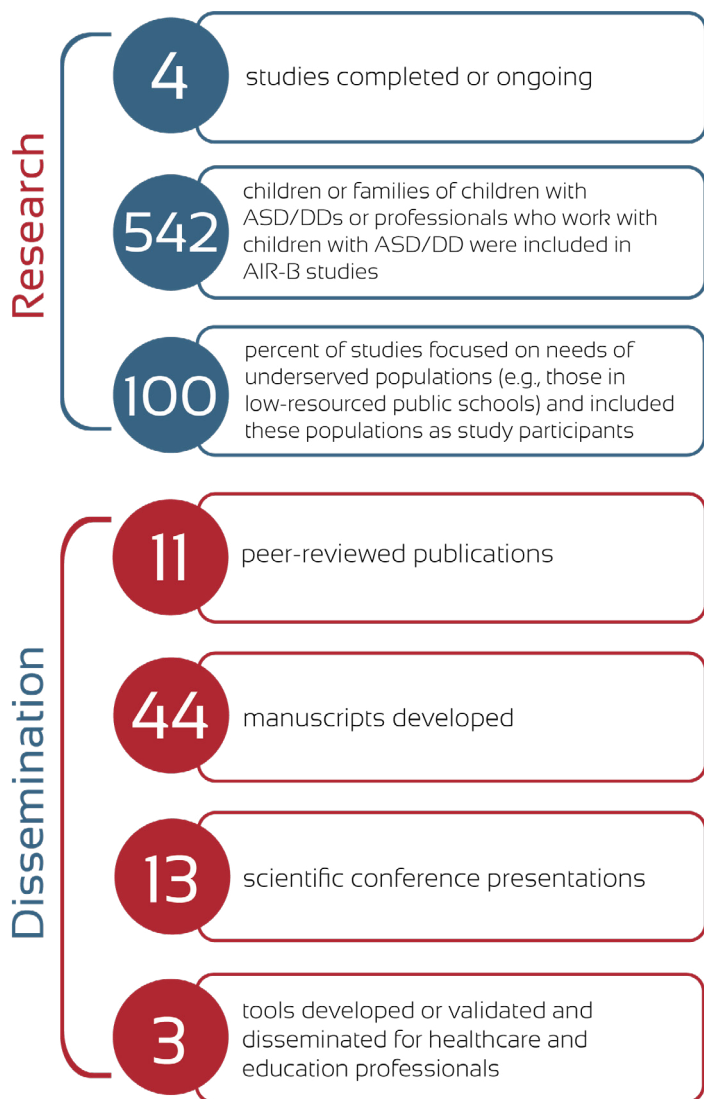 Research
4
studies completed or ongoing
542
children or families of children with
ASD/DDs or professionals who work with
children with ASD/DD were included in
AIR-B studies
100
percent of studies focused on needs of
underserved populations (e.g., those in
low-resourced public schools) and included
these populations as study participants
Dissemination
11
peer-reviewed publications
44
manuscripts developed
13
scientific conference presentations
3
tools developed or validated and
disseminated for healthcare and
education professionals